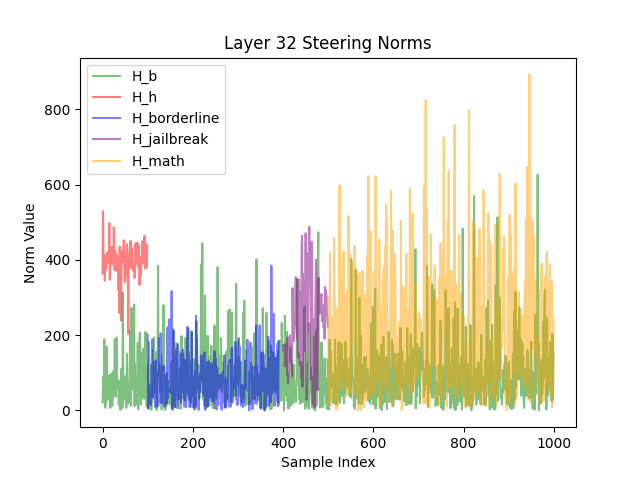 Layer 32 Steering Norms
H_b
H_h
H_borderline
H_jailbreak
H_math
Norm Value
800
600
400
200
0
0 200 400 600 800 1000
Sample Index